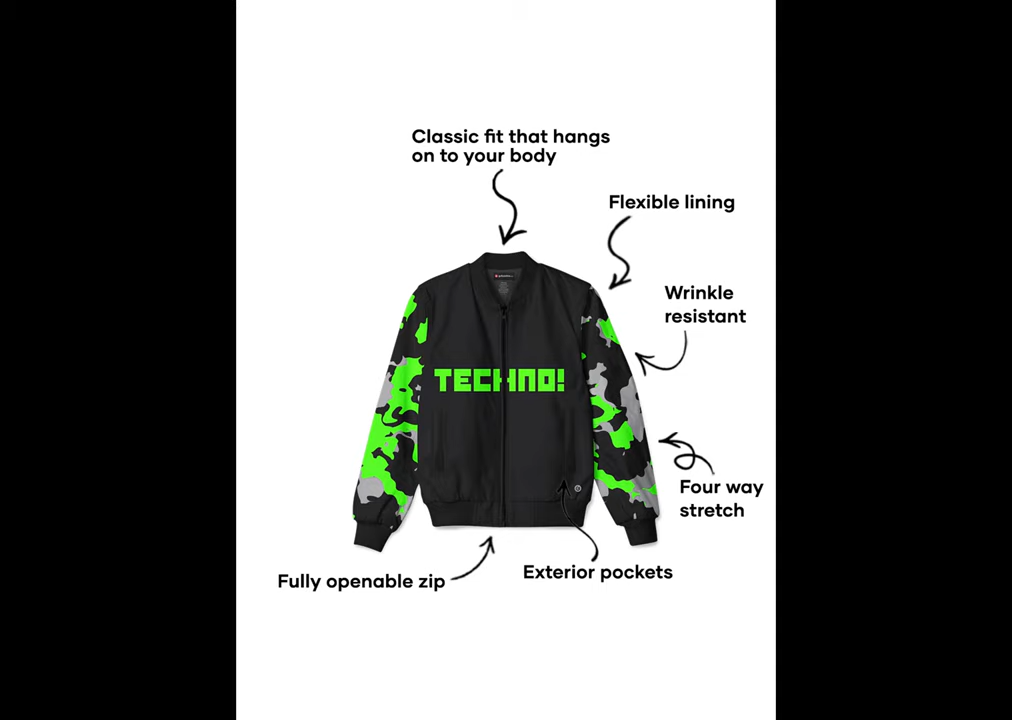 Classic fit that hangs
on to your body
Flexible lining
Wrinkle
resistant
TECHNO!
Four way
stretch
Exterior pockets
Fully openable zip